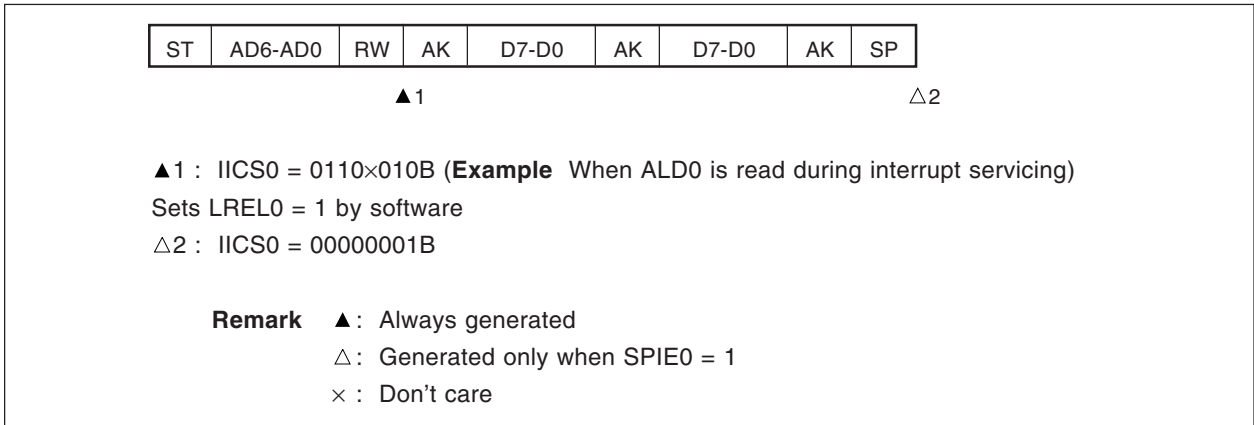 ST AD6-AD0 RW AK D7-D0 AK D7-D0 AK SP
▲1 △2
▲1 : IICS0 = 0110×010B (Example When ALD0 is read during interrupt servicing)
Sets LREL0 = 1 by software
△2 : IICS0 = 00000001B
Remark ▲: Always generated
△: Generated only when SPIE0 = 1
× : Don't care